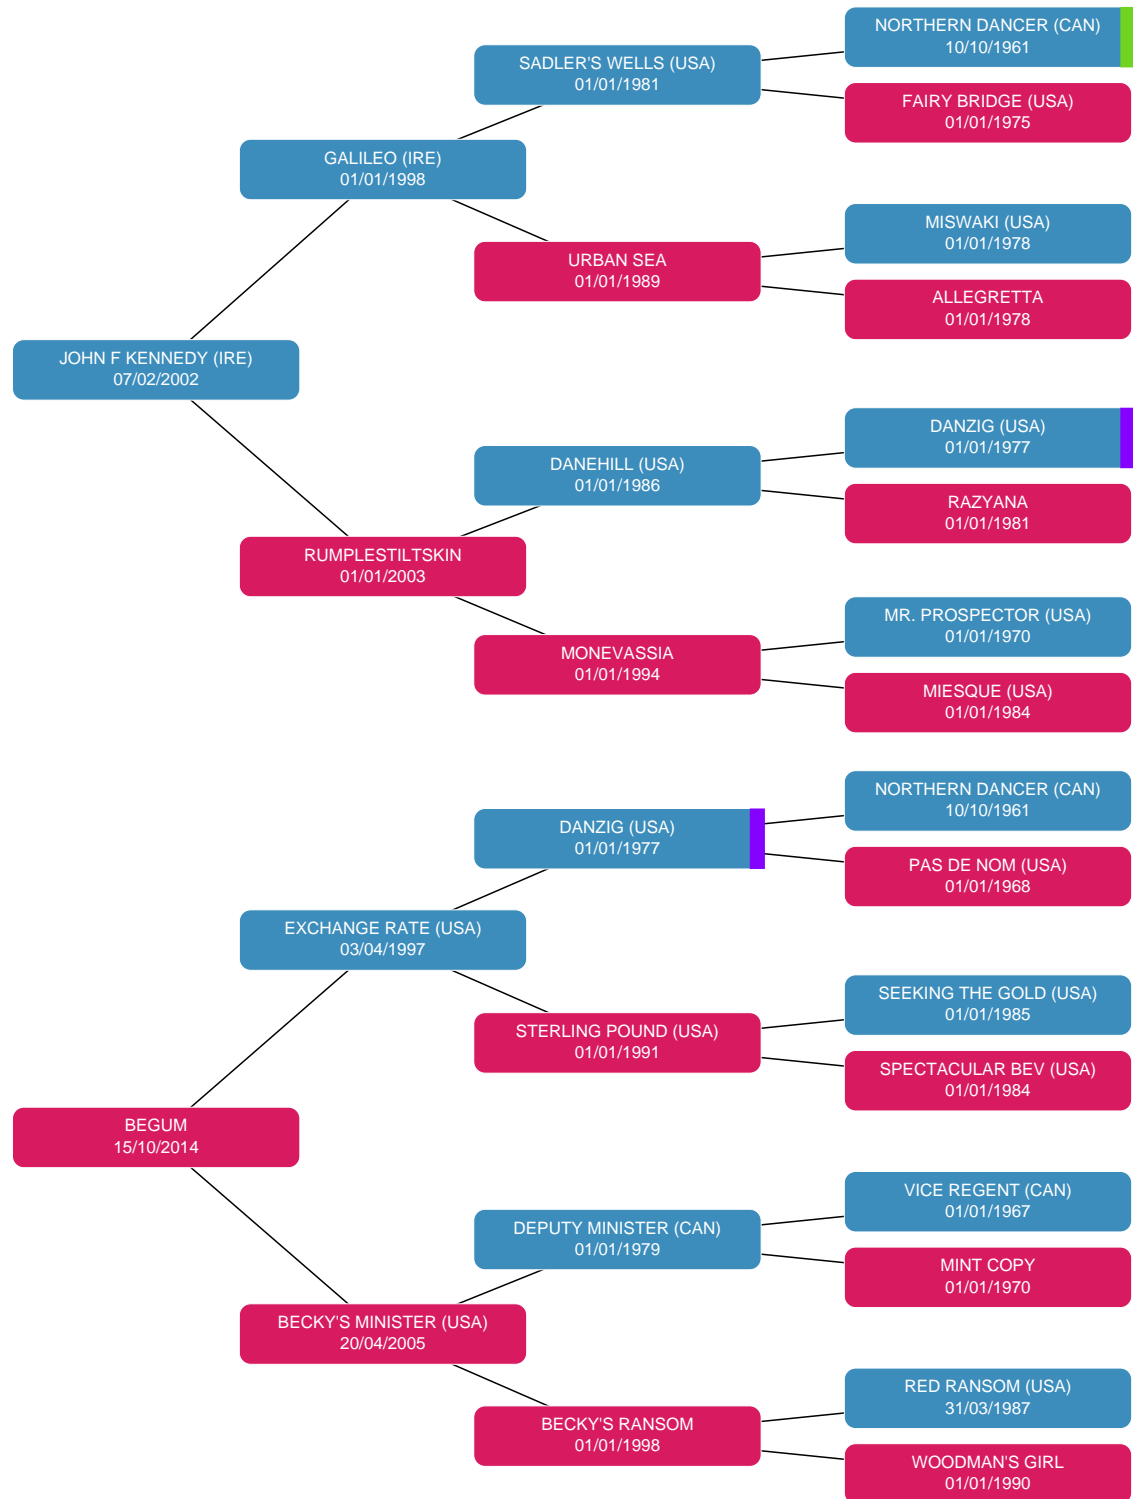 NORTHERN DANCER (CAN)
10/10/1961
SADLER'S WELLS (USA)
01/01/1981
FAIRY BRIDGE (USA)
01/01/1975
GALILEO (IRE)
01/01/1998
MISWAKI (USA)
01/01/1978
URBAN SEA
01/01/1989
ALLEGRETTA
01/01/1978
JOHN F KENNEDY (IRE)
07/02/2002
DANZIG (USA)
01/01/1977
DANEHILL (USA)
01/01/1986
RAZYANA
01/01/1981
RUMPLESTILTSKIN
01/01/2003
MR. PROSPECTOR (USA)
01/01/1970
MONEVASSIA
01/01/1994
MIESQUE (USA)
01/01/1984
NORTHERN DANCER (CAN)
10/10/1961
DANZIG (USA)
01/01/1977
PAS DE NOM (USA)
01/01/1968
EXCHANGE RATE (USA)
03/04/1997
SEEKING THE GOLD (USA)
01/01/1985
STERLING POUND (USA)
01/01/1991
SPECTACULAR BEV (USA)
01/01/1984
BEGUM
15/10/2014
VICE REGENT (CAN)
01/01/1967
DEPUTY MINISTER (CAN)
01/01/1979
MINT COPY
01/01/1970
BECKY'S MINISTER (USA)
20/04/2005
RED RANSOM (USA)
31/03/1987
BECKY'S RANSOM
01/01/1998
WOODMAN'S GIRL
01/01/1990